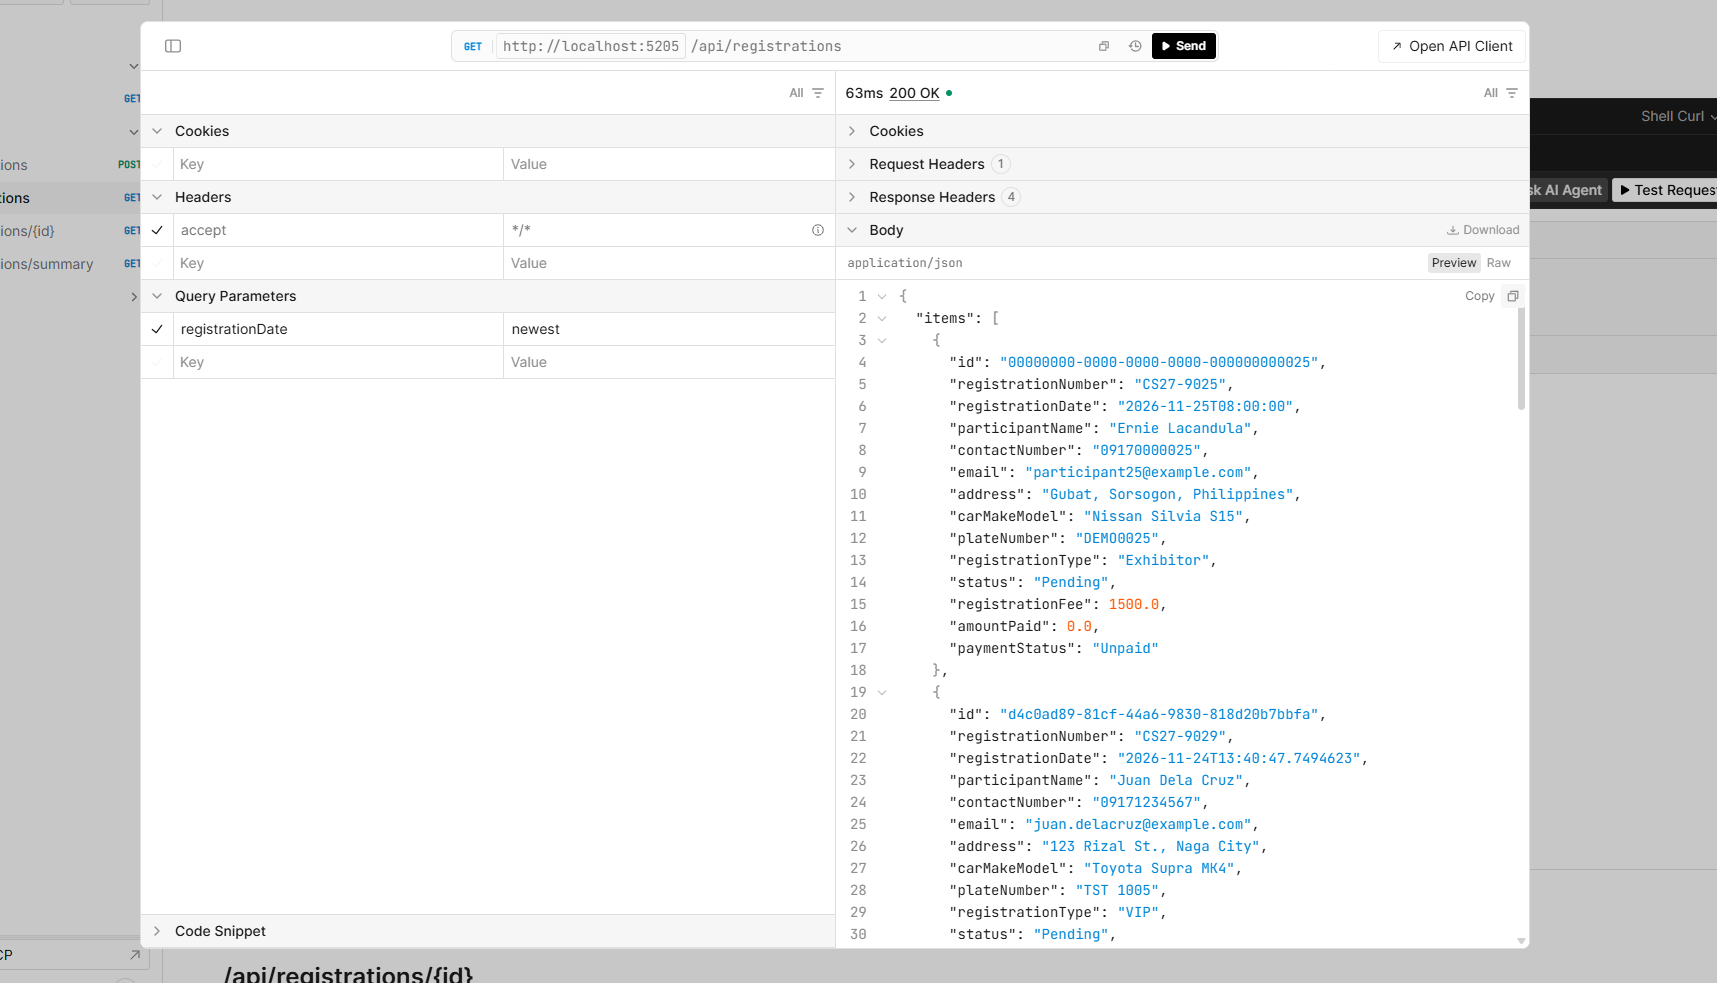 GET http://localhost:5205 /api/registrations Send
Open API Client
All
63ms 200 OK
All
GET
Cookies
Key Value
Headers
accept */*
Key Value
Query Parameters
registrationDate newest
Key Value
Code Snippet
Cookies
Request Headers 1
Response Headers 4
Body Download
application/json Preview Raw
Copy
1 {
2 "items": [
3 {
4 "id": "00000000-0000-0000-0000-000000000025",
5 "registrationNumber": "CS27-9025",
6 "registrationDate": "2026-11-25T08:00:00",
7 "participantName": "Ernie Lacandula",
8 "contactNumber": "09170000025",
9 "email": "participant25@example.com",
10 "address": "Gubat, Sorsogon, Philippines",
11 "carMakeModel": "Nissan Silvia S15",
12 "plateNumber": "DEMO0025",
13 "registrationType": "Exhibitor",
14 "status": "Pending",
15 "registrationFee": 1500.0,
16 "amountPaid": 0.0,
17 "paymentStatus": "Unpaid"
18 },
19 {
20 "id": "d4c0ad89-81cf-44a6-9830-818d20b7bbfa",
21 "registrationNumber": "CS27-9029",
22 "registrationDate": "2026-11-24T13:40:47.7494623",
23 "participantName": "Juan Dela Cruz",
24 "contactNumber": "09171234567",
25 "email": "juan.delacruz@example.com",
26 "address": "123 Rizal St., Naga City",
27 "carMakeModel": "Toyota Supra MK4",
28 "plateNumber": "TST 1005",
29 "registrationType": "VIP",
30 "status": "Pending",
ions POST
tions GET
ions/{id} GET
ions/summary GET
CP
Shell Curl
sk AI Agent Test Reques
/api/registrations/{id}